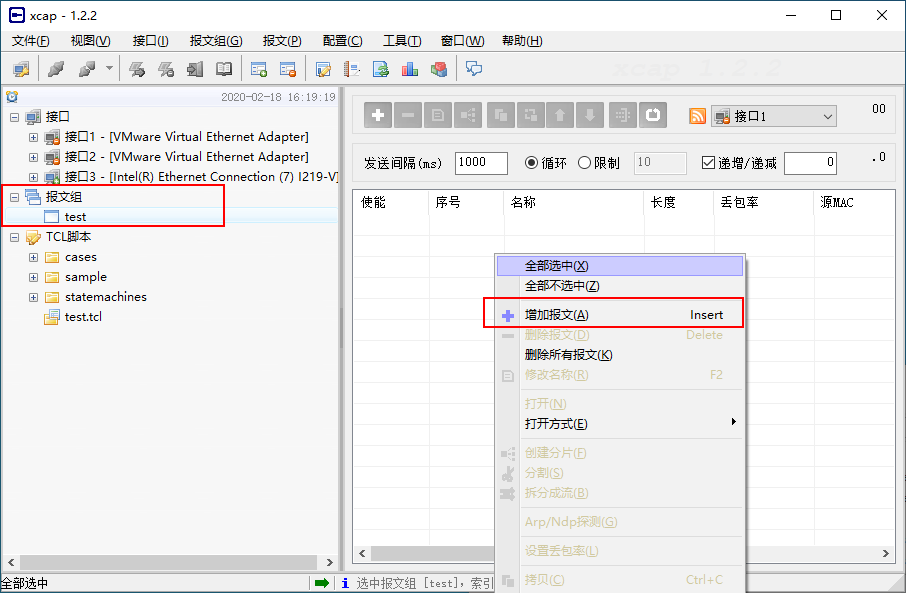 xcap - 1.2.2
文件(F) 视图(V) 接口(I) 报文组(G) 报文(P) 配置(C) 工具(T) 窗口(W) 帮助(H)
xcap 1.2.2
2020-02-18 16:19:19
接口
接口1 - [VMware Virtual Ethernet Adapter]
接口2 - [VMware Virtual Ethernet Adapter]
接口3 - [Intel(R) Ethernet Connection (7) I219-V]
报文组
test
TCL脚本
cases
sample
statemachines
test.tcl
接口1 00
发送间隔(ms) 1000 循环 限制 10 递增/递减 0 .0
使能 序号 名称 长度 丢包率 源MAC
全部选中(X)
全部不选中(Z)
增加报文(A) Insert
删除报文(D) Delete
删除所有报文(K)
修改名称(R) F2
打开(N)
打开方式(E)
创建分片(F)
分割(S)
拆分成流(B)
Arp/Ndp探测(G)
设置丢包率(L)
拷贝(C) Ctrl+C
全部选中 选中报文组 [test], 索引